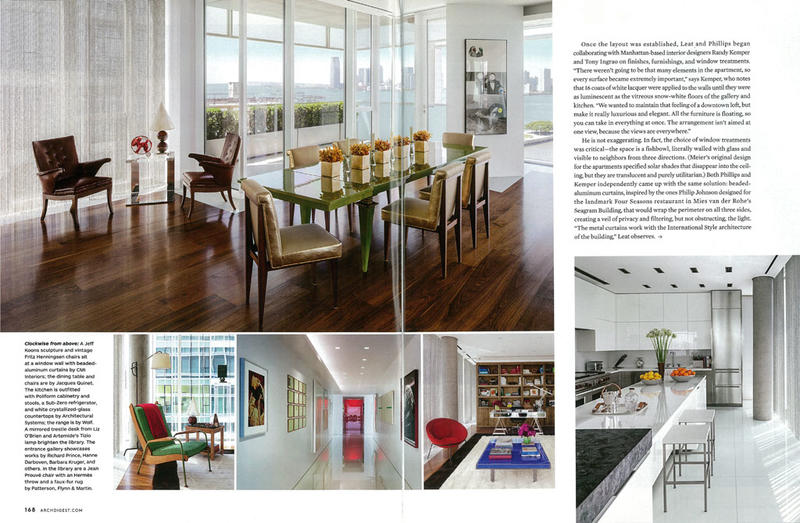 Once the layout was established, Leat and Phillips began
collaborating with Manhattan-based interior designers Randy Kemper
and Tony Ingrao on finishes, furnishings, and window treatments.
“There weren’t going to be that many elements in the apartment, so
every surface became extremely important,” says Kemper, who notes
that 16 coats of white lacquer were applied to the walls until they were
as luminescent as the vitreous snow-white floors of the gallery and
kitchen. “We wanted to maintain that feeling of a downtown loft, but
make it really luxurious and elegant. All the furniture is floating, so
you can take in everything at once. The arrangement isn’t aimed at
one view, because the views are everywhere.”
He is not exaggerating. In fact, the choice of window treatments
was critical–the space is a fishbowl, literally walled with glass and
visible to neighbors from three directions. (Meier’s original design
for the apartments specified solar shades that disappear into the ceil-
ing, but they are translucent and purely utilitarian.) Both Phillips and
Kemper independently came up with the same solution: beaded-
aluminum curtains, inspired by the ones Philip Johnson designed for
the landmark Four Seasons restaurant in Mies van der Rohe’s
Seagram Building, that would wrap the perimeter on all three sides,
creating a veil of privacy and filtering, but not obstructing, the light.
“The metal curtains work with the International Style architecture
of the building,” Leat observes. →
Clockwise from above: A Jeff
Koons sculpture and vintage
Fritz Henningsen chairs sit
at a window wall with beaded-
aluminum curtains by CMI
Interiors; the dining table and
chairs are by Jacques Quinet.
The kitchen is outfitted
with Poliform cabinetry and
stools, a Sub-Zero refrigerator,
and white crystallized-glass
countertops by Architectural
Systems; the range is by Wolf.
A mirrored trestle desk from Liz
O’Brien and Artemide’s Tizio
lamp brighten the library. The
entrance gallery showcases
works by Richard Prince, Hanne
Darboven, Barbara Kruger, and
others. In the library are a Jean
Prouvé chair with an Hermès
throw and a faux-fur rug
by Patterson, Flynn & Martin.
168 ARCHDIGEST.COM